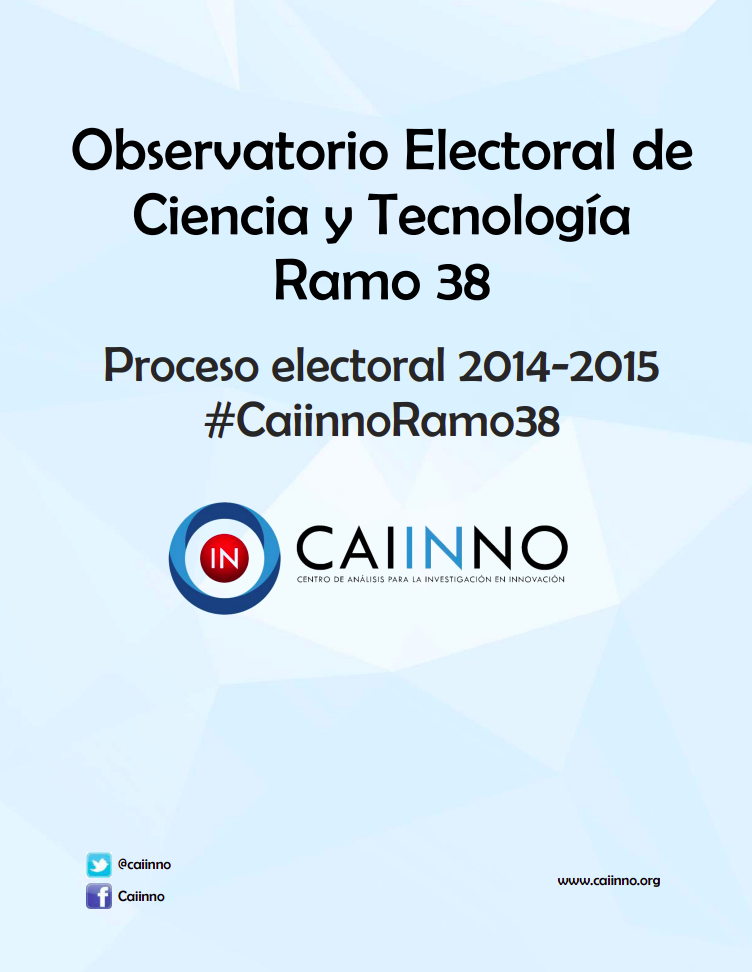 Observatorio Electoral de
Ciencia y Tecnología
Ramo 38
Proceso electoral 2014-2015
#CaiinnoRamo38
IN
CAIINNO
CENTRO DE ANÁLISIS PARA LA INVESTIGACIÓN EN INNOVACIÓN
@caiinno
Caiinno
www.caiinno.org